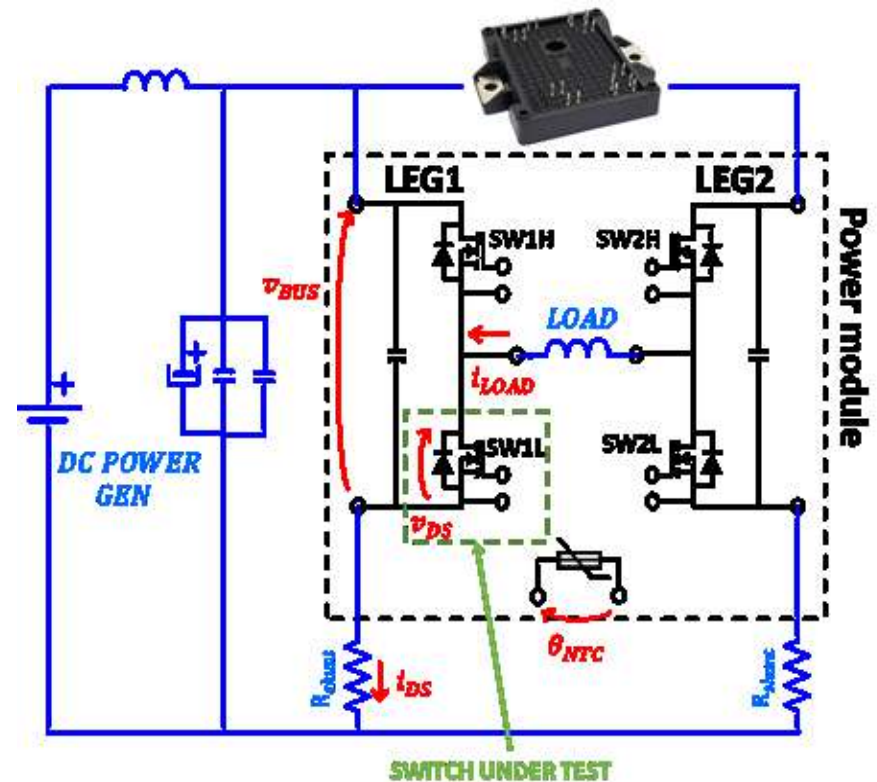 LEG1
LEG2
SW1H
SW2H
Power module
v_BUS
LOAD
i_LOAD
+
+
DC POWER
GEN
SW1L
SW2L
v_DS
θ_NTC
R_shunt
i_DS
R_shunt
SWITCH UNDER TEST